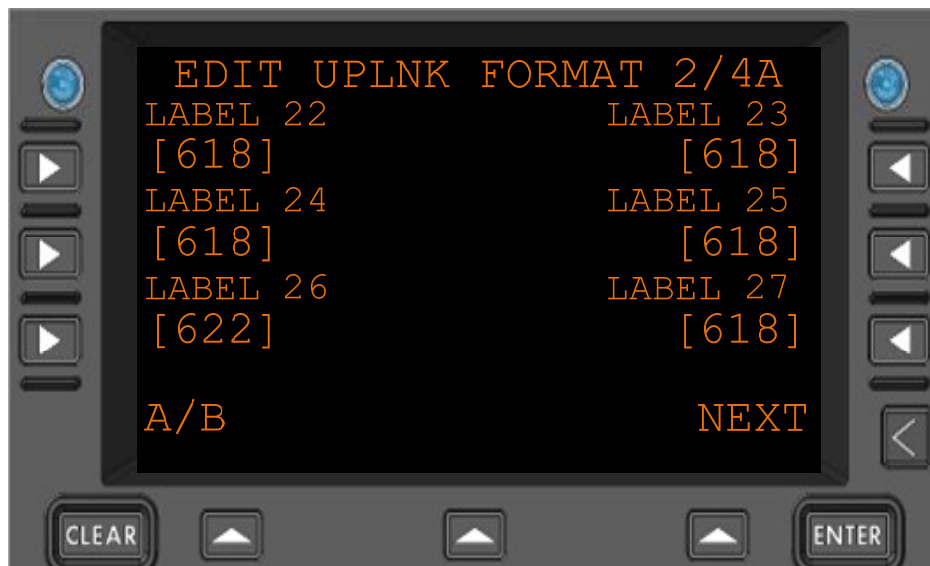 EDIT UPLNK FORMAT 2/4A
LABEL 22 LABEL 23
[618] [618]
LABEL 24 LABEL 25
[618] [618]
LABEL 26 LABEL 27
[622] [618]
A/B NEXT
CLEAR ENTER